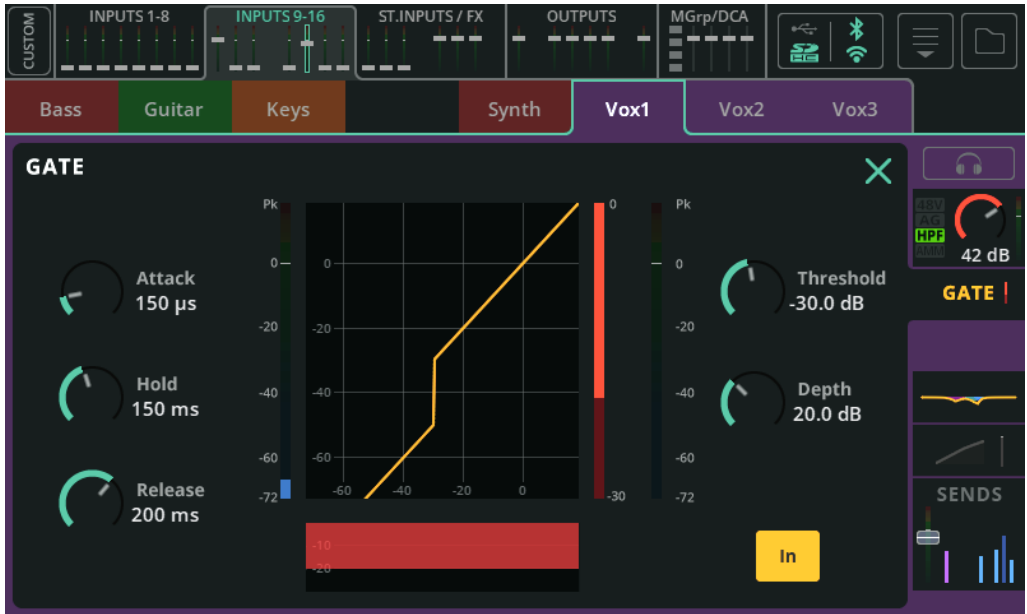 CUSTOM
INPUTS 1-8
INPUTS 9-16
ST.INPUTS / FX
OUTPUTS
MGrp/DCA
SD
HC
Bass
Guitar
Keys
Synth
Vox1
Vox2
Vox3
GATE
Attack
150 µs
Hold
150 ms
Release
200 ms
Pk
0
-20
-40
-60
-72
0
-20
-40
-60
-60
-40
-20
0
-10
-20
0
-30
Pk
0
-20
-40
-60
-72
Threshold
-30.0 dB
Depth
20.0 dB
In
48V
AG
HPF
AMM
42 dB
GATE
SENDS